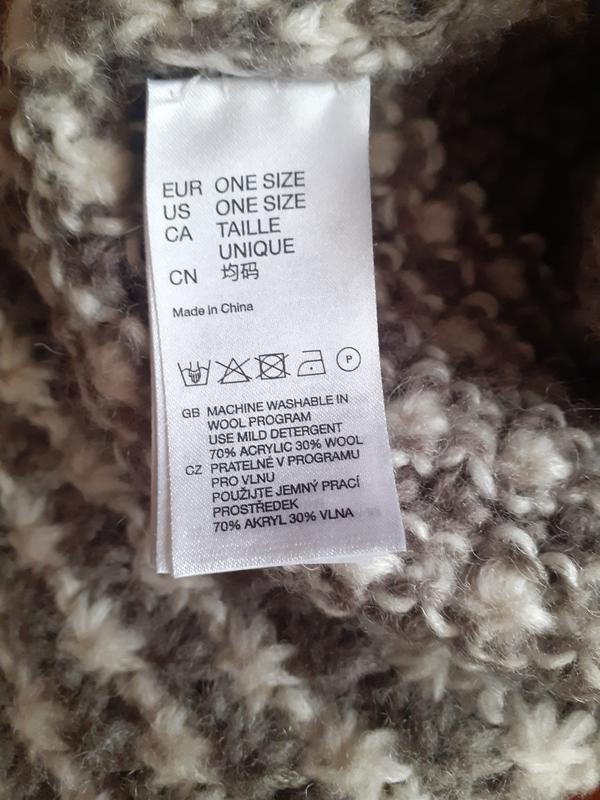 EUR ONE SIZE
US ONE SIZE
CA TAILLE
UNIQUE
CN 均码
Made in China
P
GB MACHINE WASHABLE IN
WOOL PROGRAM
USE MILD DETERGENT
70% ACRYLIC 30% WOOL
CZ PRATELNÉ V PROGRAMU
PRO VLNU
POUŽIJTE JEMNÝ PRACÍ
PROSTŘEDEK
70% AKRYL 30% VLNA